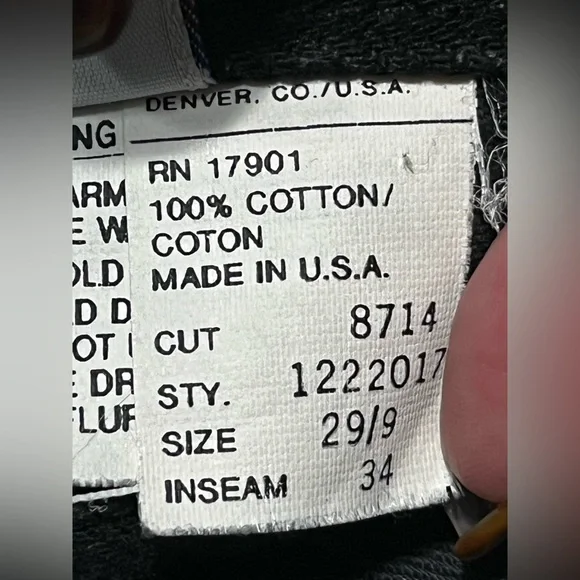 DENVER, CO./U.S.A.
RN 17901
100% COTTON/
COTON
MADE IN U.S.A.
CUT 8714
STY. 1222017
SIZE 29/9
INSEAM 34
NG
ARM
E W
OLD
D D
OT
E DR
FLUF